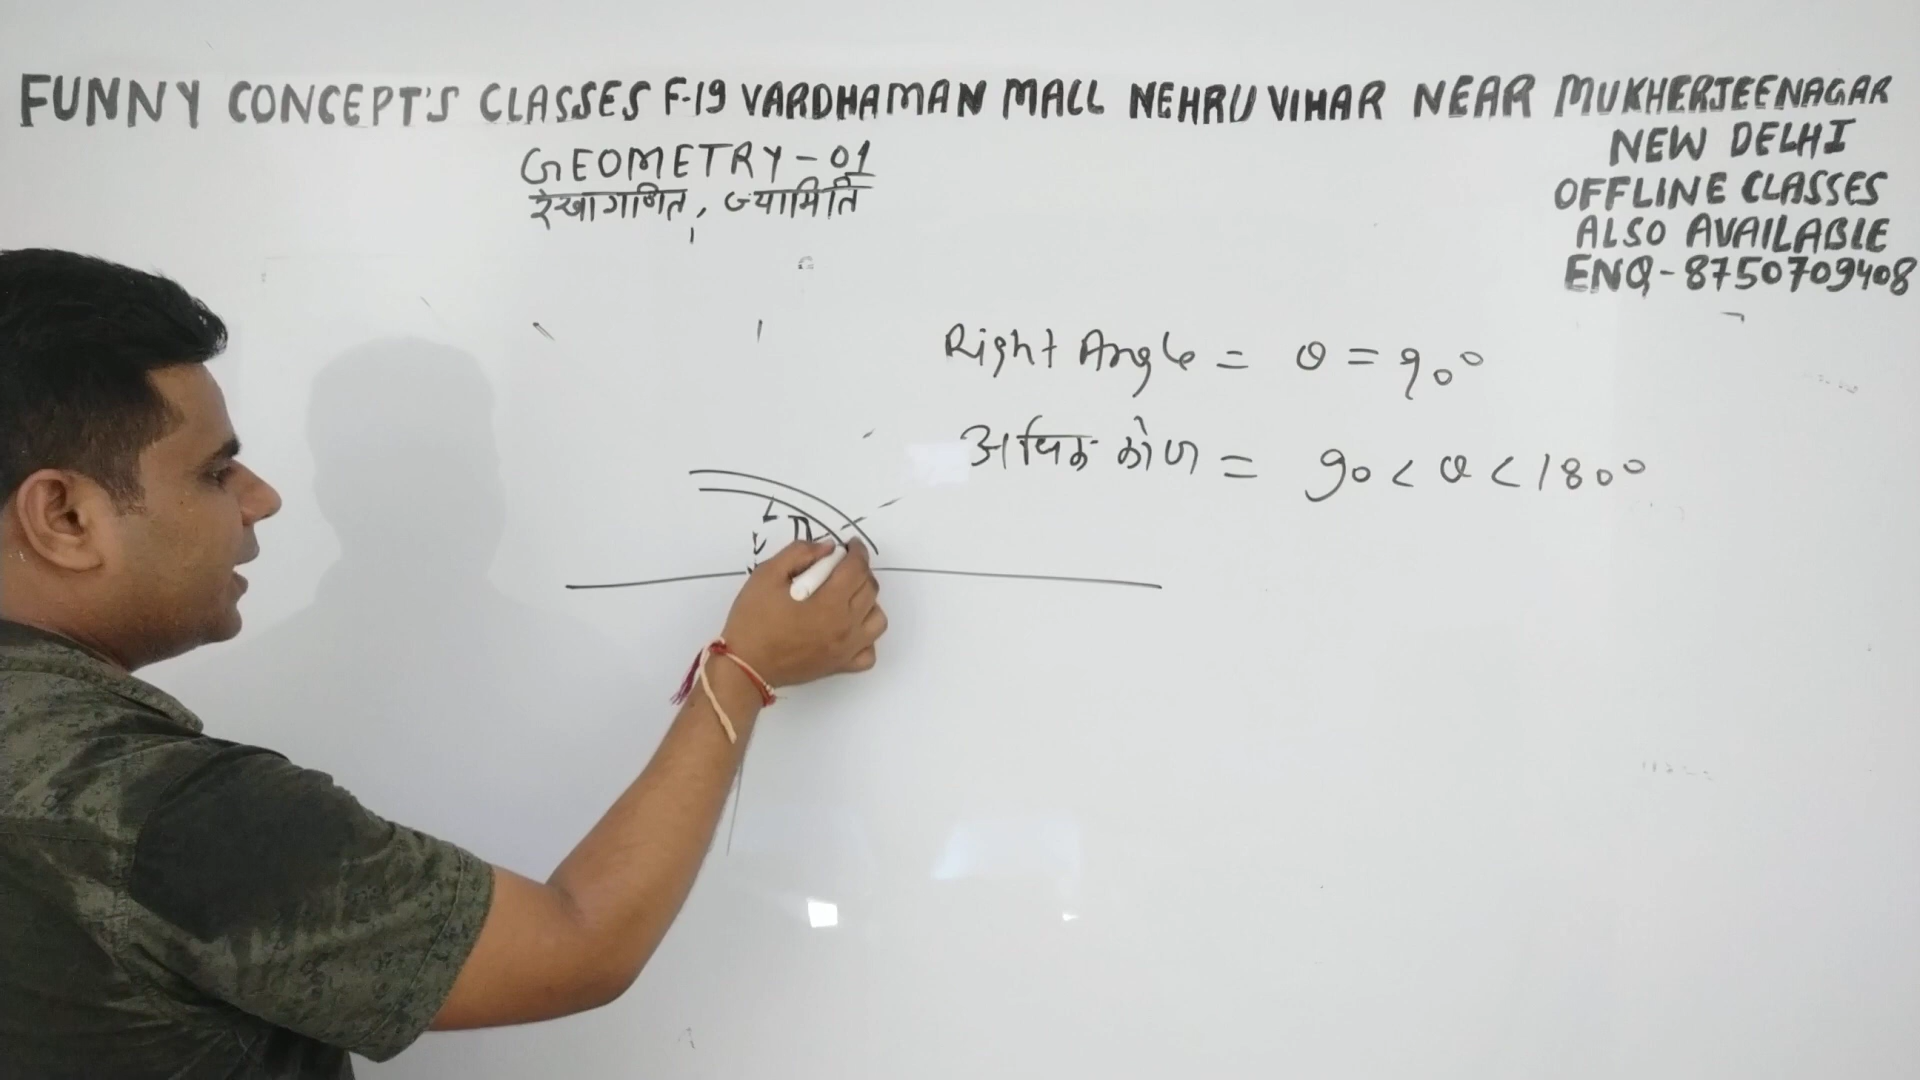 FUNNY CONCEPT'S CLASSES F-19 VARDHAMAN MALL NEHRU VIHAR NEAR MUKHERJEENAGAR
NEW DELHI
OFFLINE CLASSES
ALSO AVAILABLE
ENQ-8750709408
GEOMETRY-01
रेखागणित, ज्यामिति
Right Angle = θ = 90°
अधिक कोण = 90 < θ < 180°